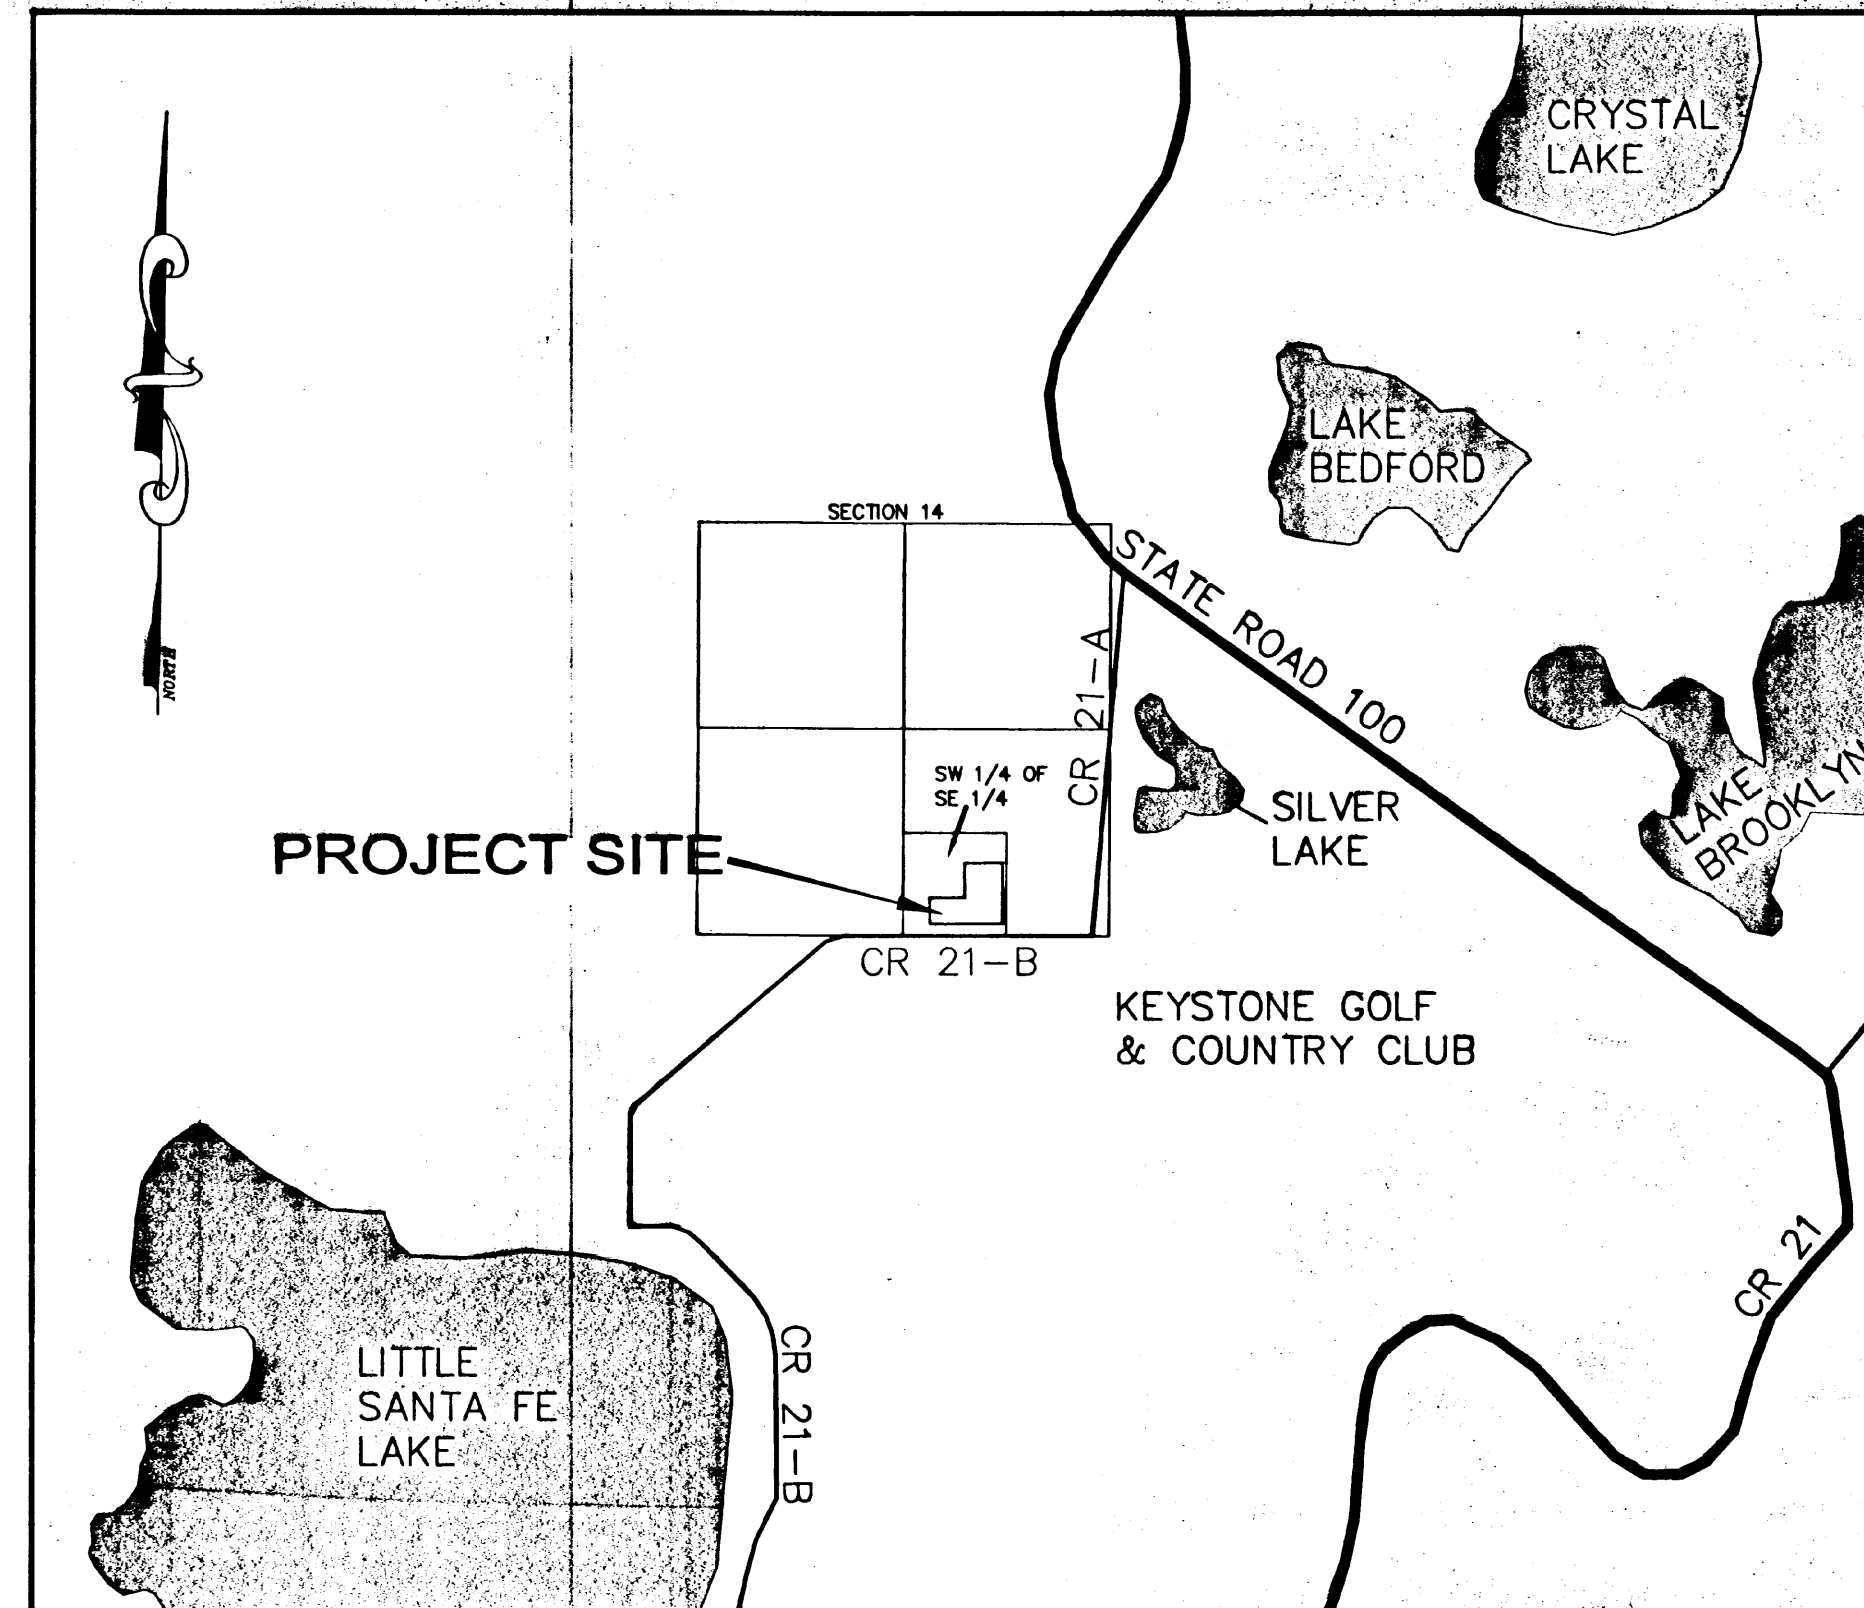 CRYSTAL
LAKE
LAKE
BEDFORD
SECTION 14
STATE ROAD 100
CR 21-A
NORTH
SW 1/4 OF
SE 1/4
SILVER
LAKE
LAKE
BROOKLYN
PROJECT SITE
CR 21-B
KEYSTONE GOLF
& COUNTRY CLUB
CR 21
CR 21-B
LITTLE
SANTA FE
LAKE